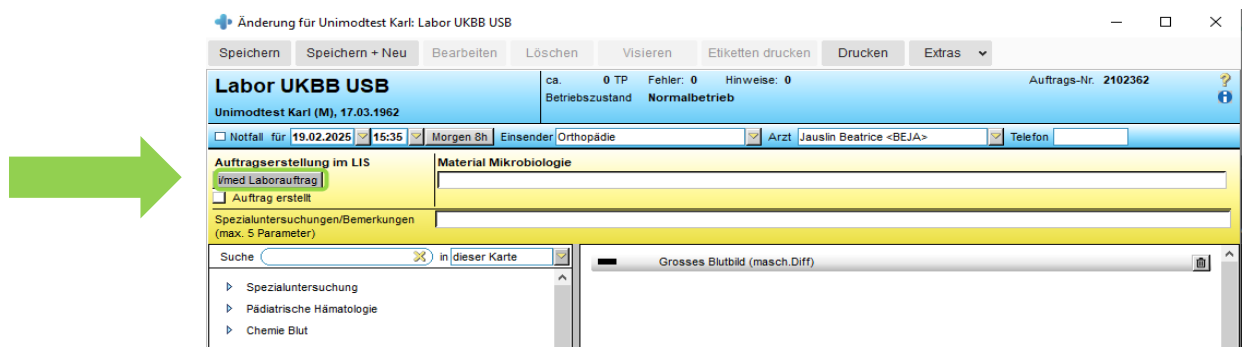 Änderung für Unimodtest Karl: Labor UKBB USB
Speichern Speichern + Neu Bearbeiten Löschen Visieren Etiketten drucken Drucken Extras
Labor UKBB USB ca. 0 TP Fehler: 0 Hinweise: 0 Auftrags-Nr. 2102362
Betriebszustand Normalbetrieb
Unimodtest Karl (M), 17.03.1962
Notfall für 19.02.2025 15:35 Morgen 8h Einsender Orthopädie Arzt Jauslin Beatrice <BEJA> Telefon
Auftragserstellung im LIS Material Mikrobiologie
i/med Laborauftrag
Auftrag erstellt
Spezialuntersuchungen/Bemerkungen
(max. 5 Parameter)
Suche in dieser Karte
Grosses Blutbild (masch.Diff)
Spezialuntersuchung
Pädiatrische Hämatologie
Chemie Blut